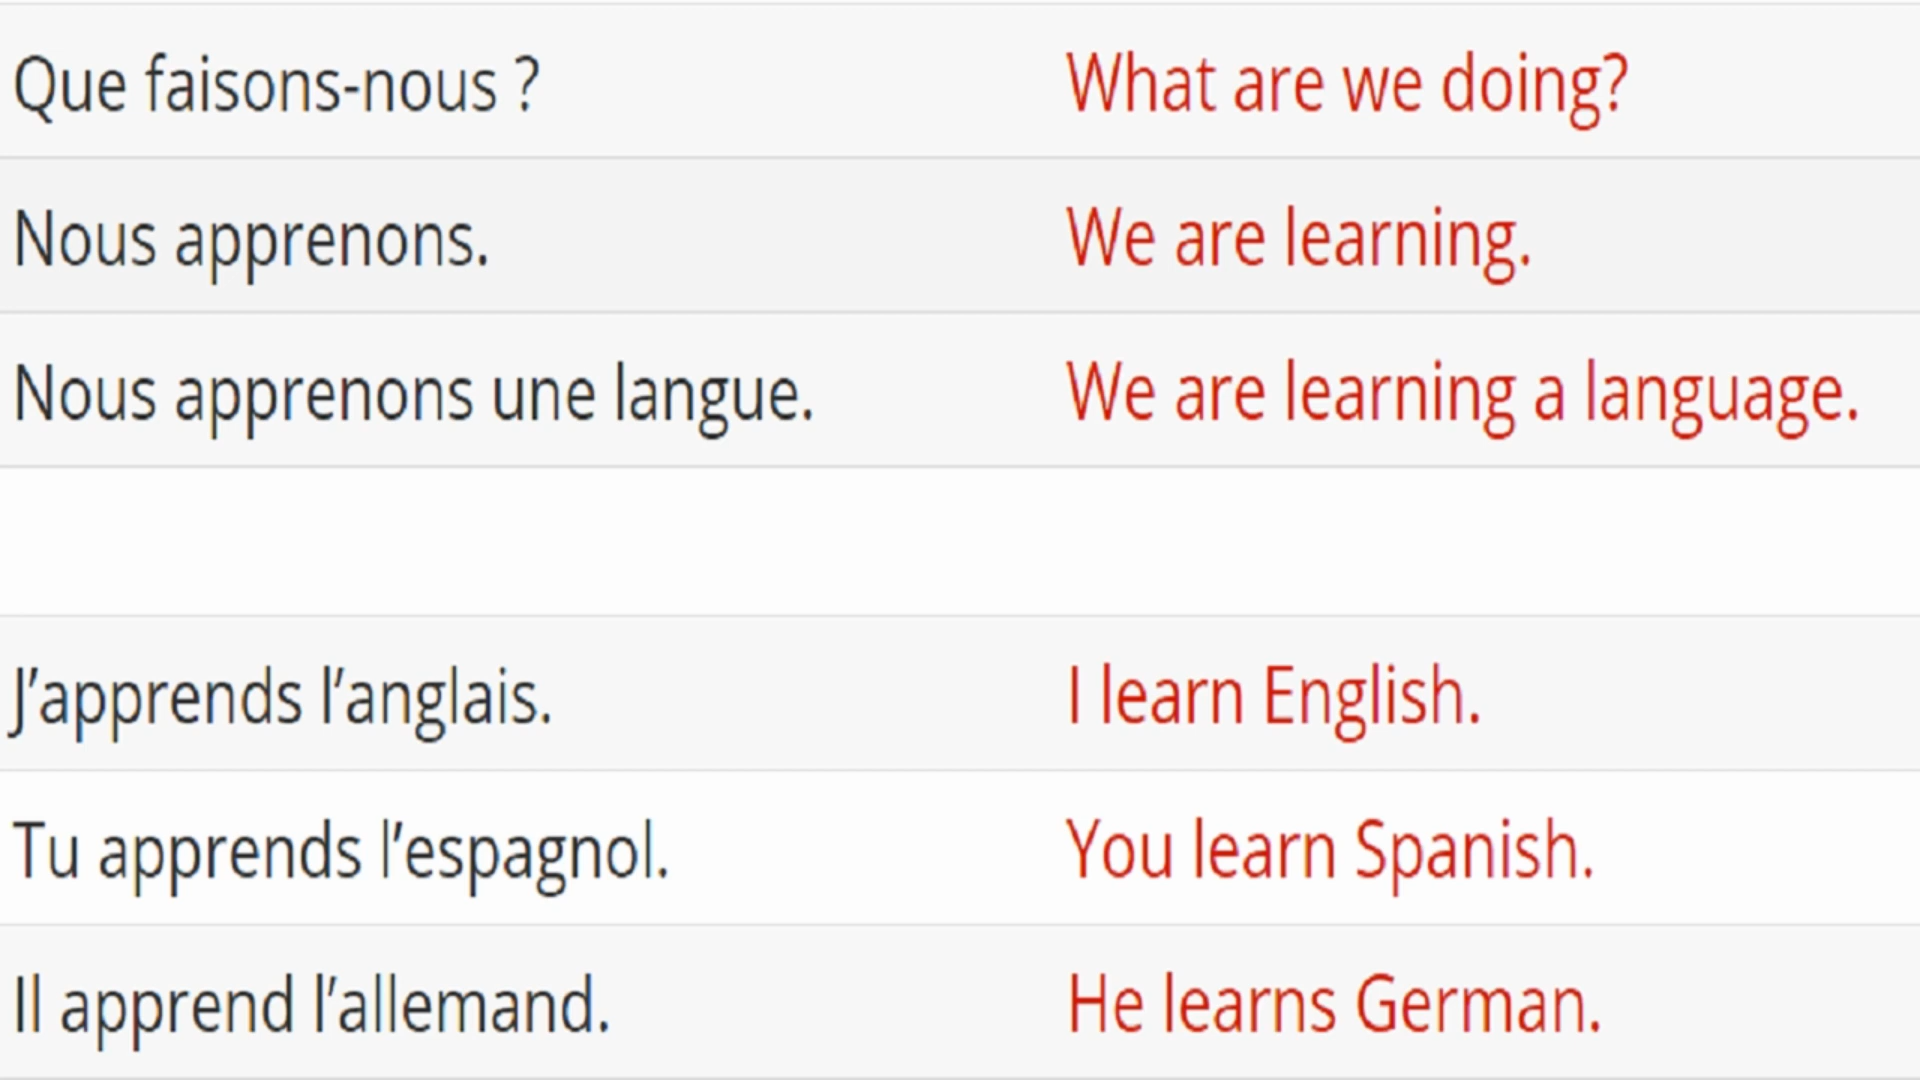 Que faisons-nous ? What are we doing?
Nous apprenons. We are learning.
Nous apprenons une langue. We are learning a language.
J’apprends l’anglais. I learn English.
Tu apprends l’espagnol. You learn Spanish.
Il apprend l’allemand. He learns German.